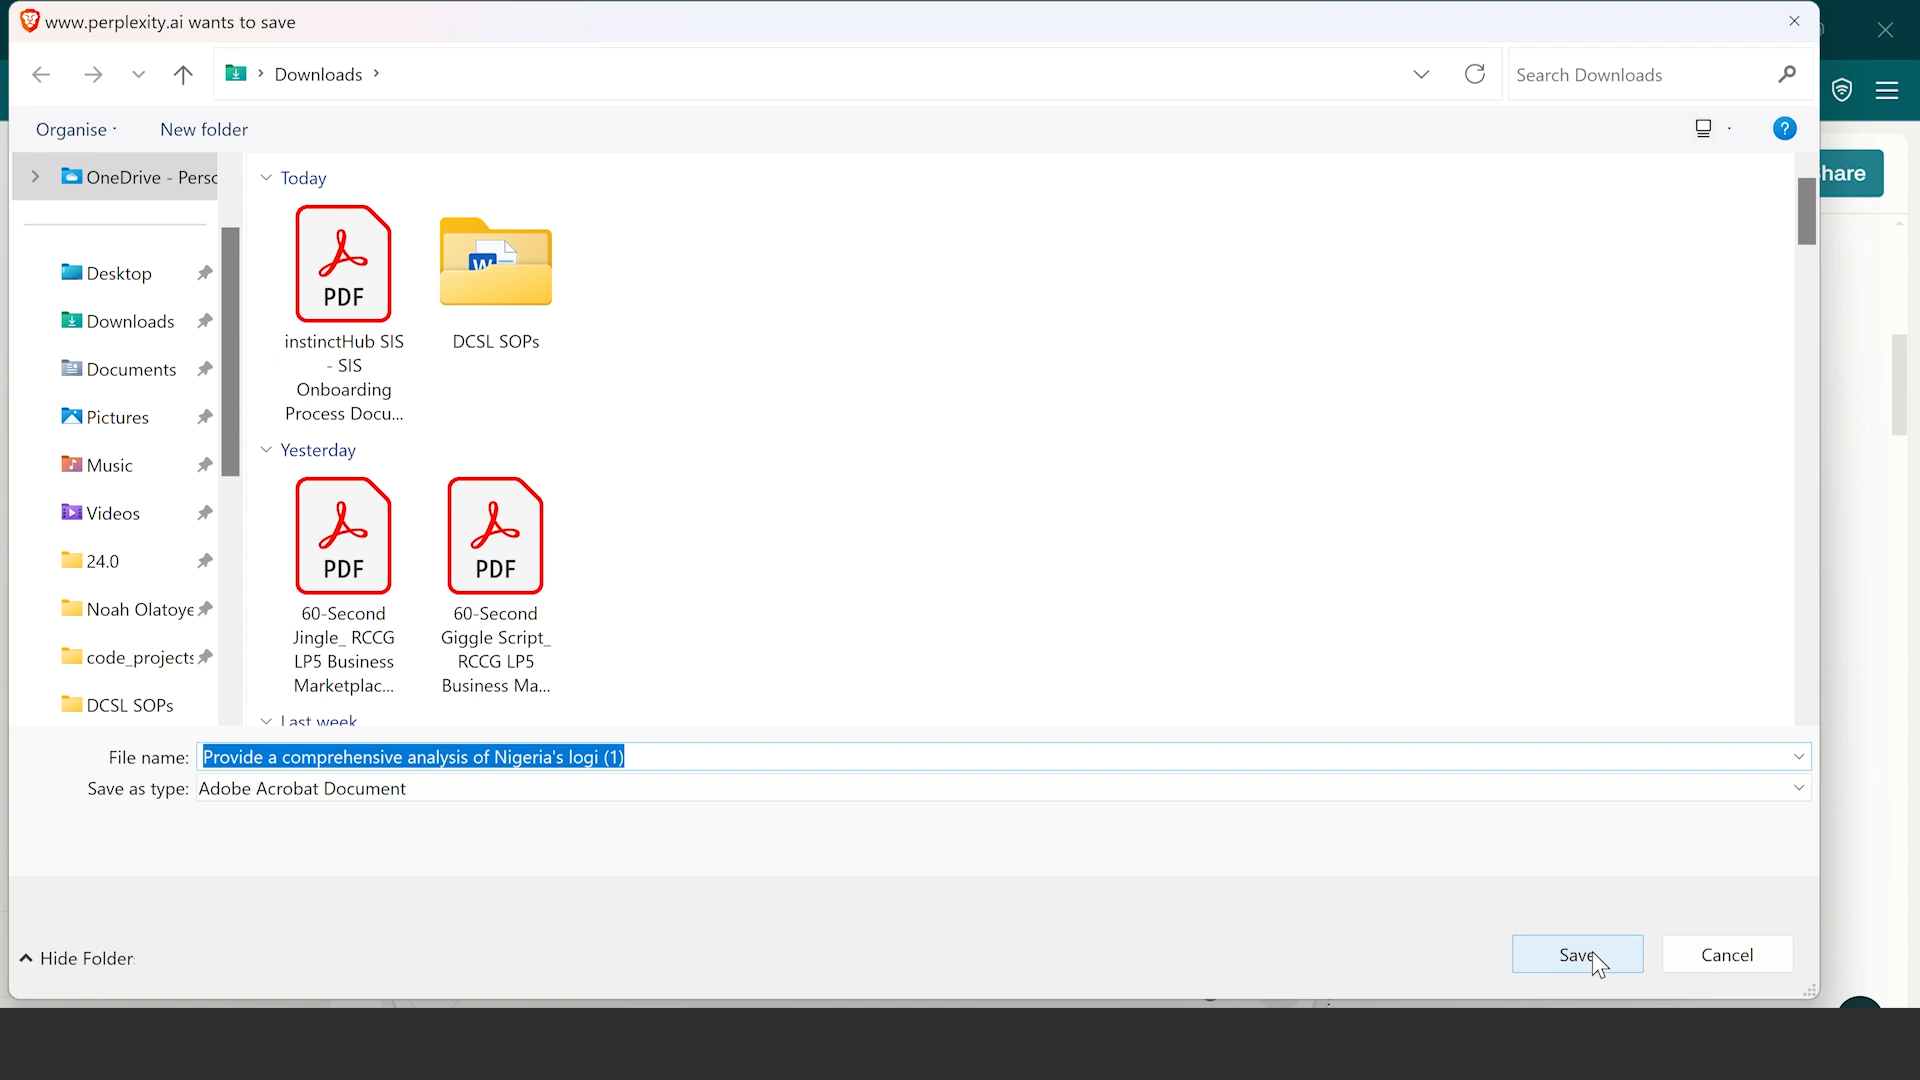 www.perplexity.ai wants to save
Downloads
Search Downloads
Organise
New folder
?
hare
OneDrive - Perso
Desktop
Downloads
Documents
Pictures
Music
Videos
24.0
Noah Olatoye
code_projects
DCSL SOPs
Today
PDF
instinctHub SIS
- SIS
Onboarding
Process Docu...
W
DCSL SOPs
Yesterday
PDF
60-Second
Jingle_ RCCG
LP5 Business
Marketplac...
PDF
60-Second
Giggle Script_
RCCG LP5
Business Ma...
Last week
File name: Provide a comprehensive analysis of Nigeria's logi (1)
Save as type: Adobe Acrobat Document
Hide Folder
Save
Cancel